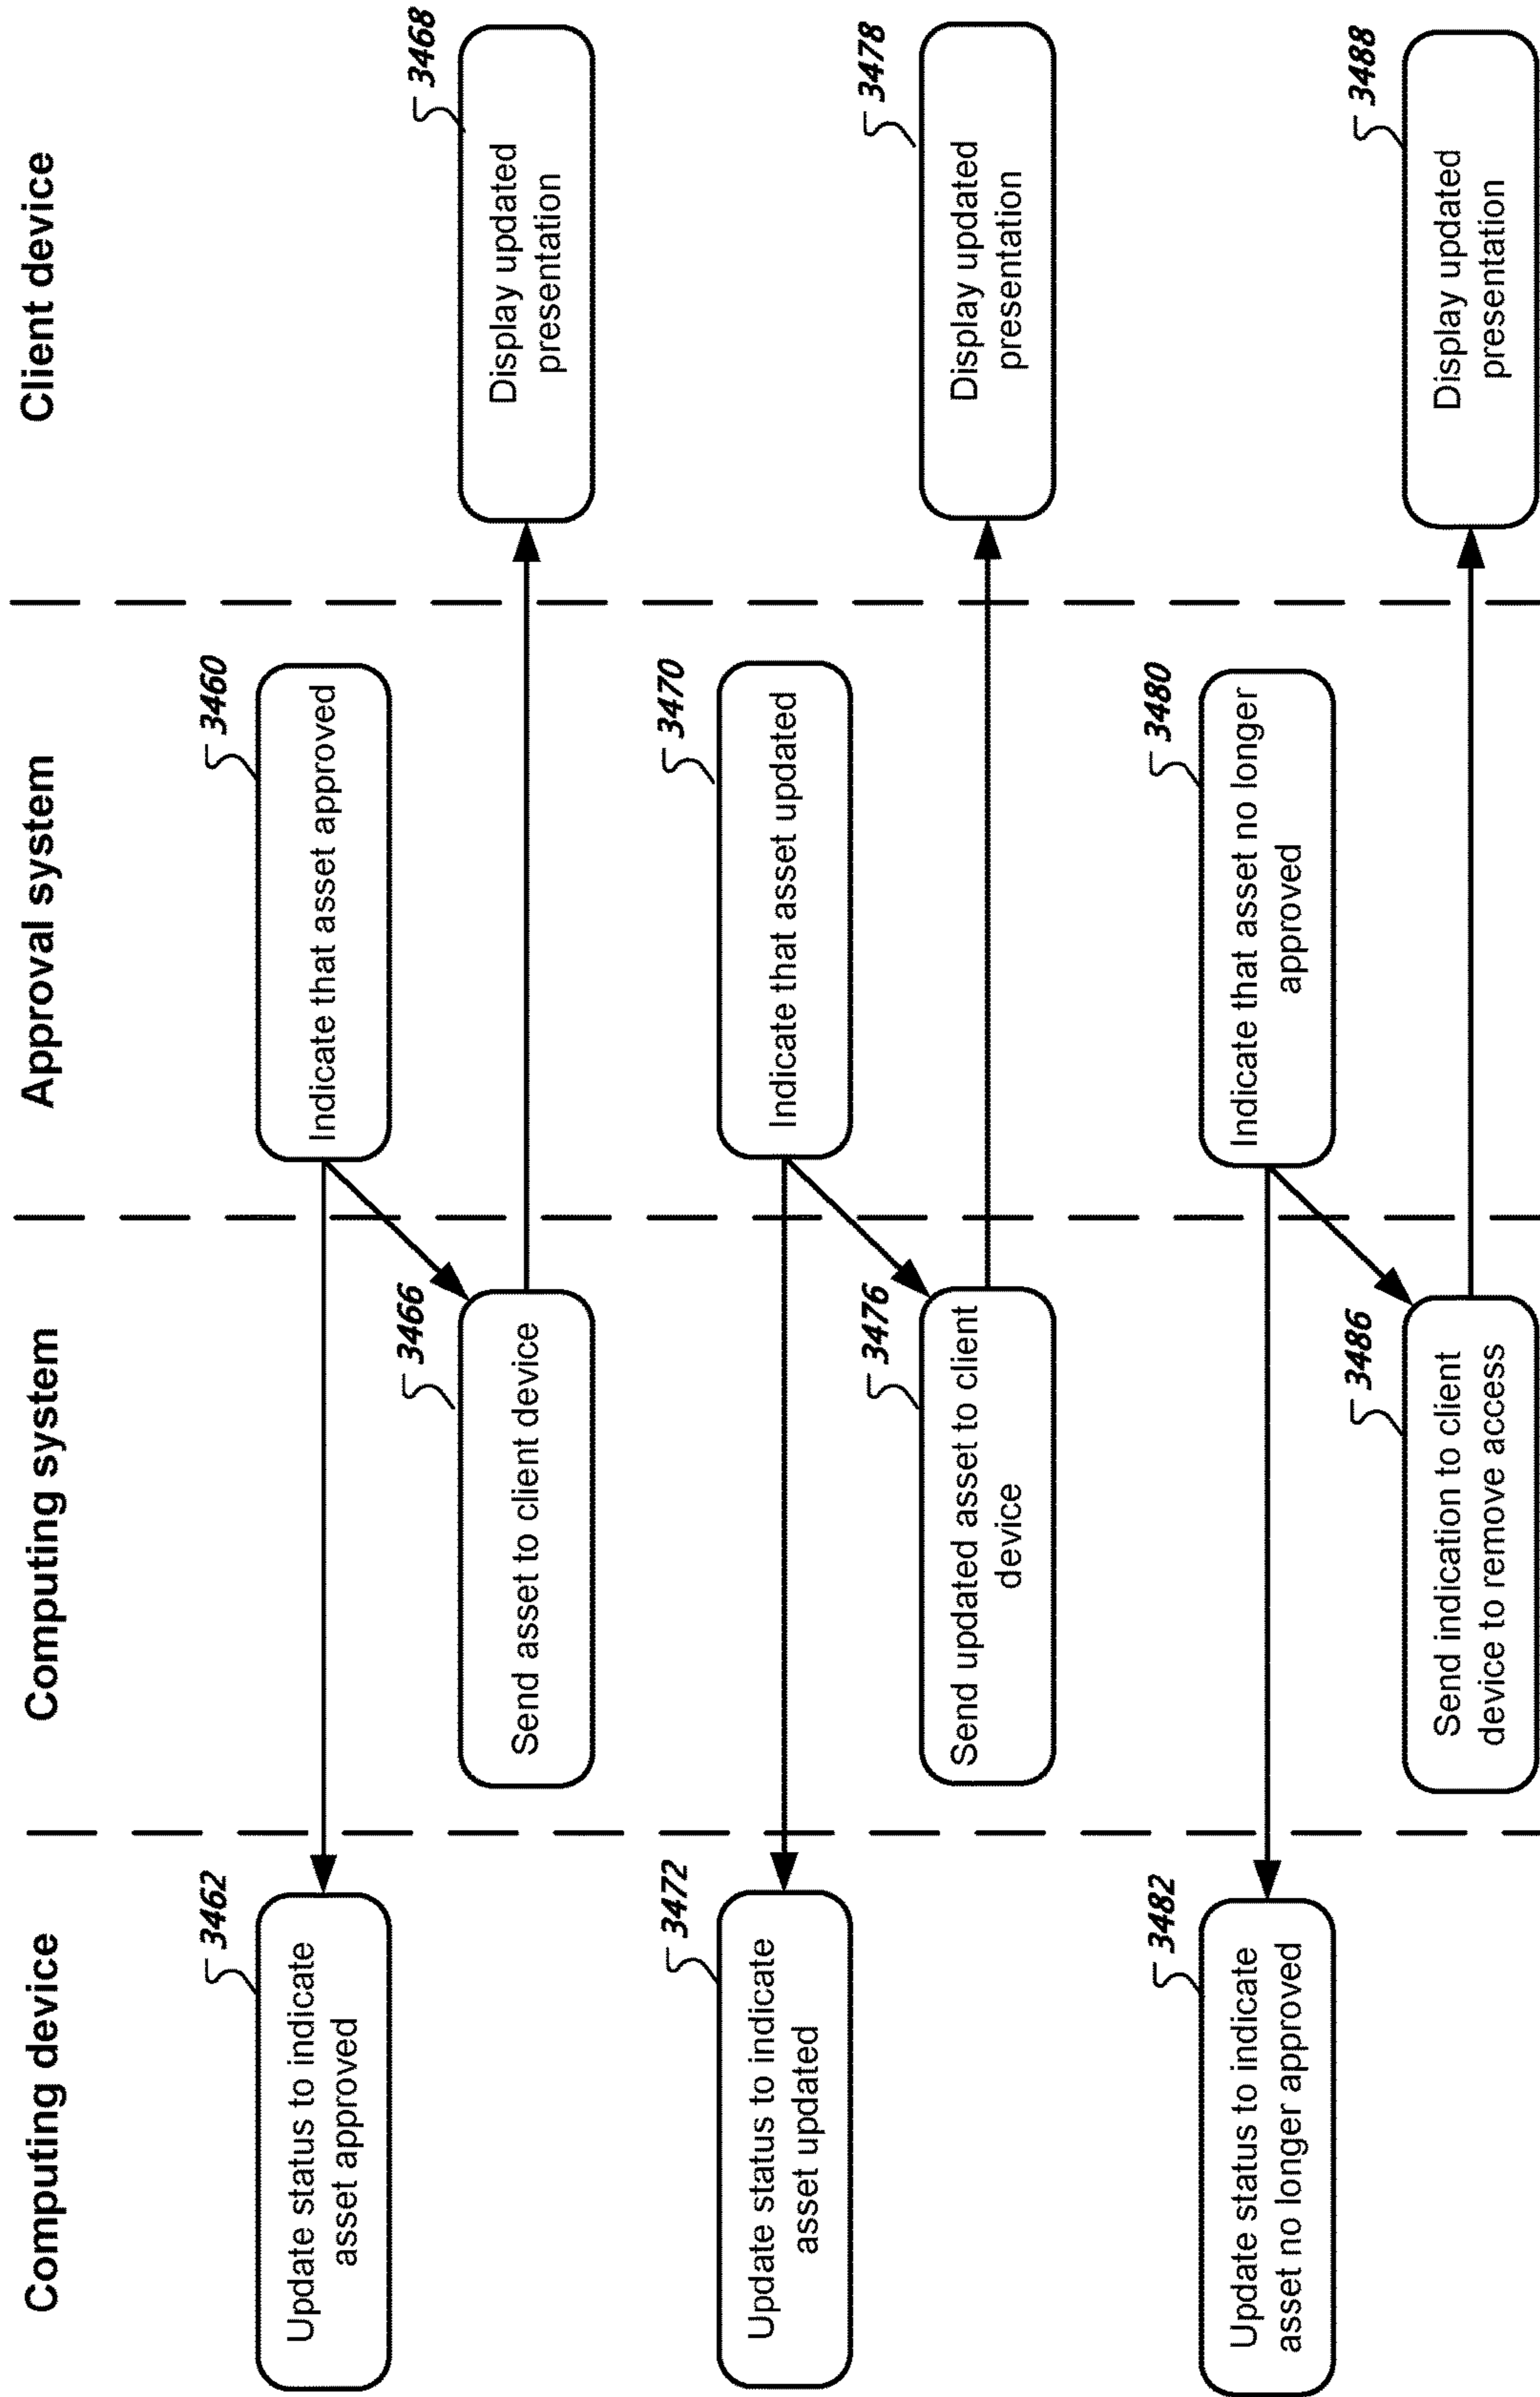 Computing device
Computing system
Approval system
Client device
3462
Update status to indicate
asset approved
3460
Indicate that asset approved
3466
Send asset to client device
3468
Display updated
presentation
3472
Update status to indicate
asset updated
3470
Indicate that asset updated
3476
Send updated asset to client
device
3478
Display updated
presentation
3482
Update status to indicate
asset no longer approved
3480
Indicate that asset no longer
approved
3486
Send indication to client
device to remove access
3488
Display updated
presentation